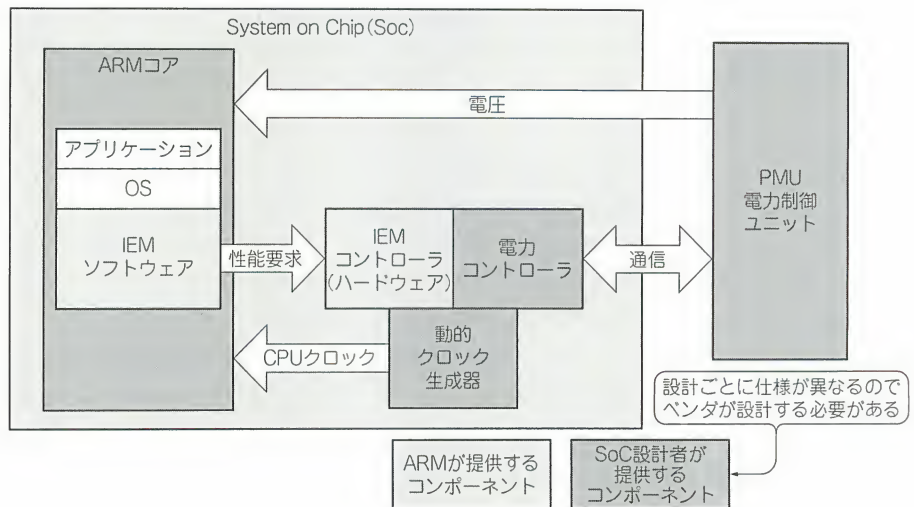 System on Chip(Soc)
ARMコア
電圧
アプリケーション
OS
IEM
ソフトウェア
性能要求
IEM
コントローラ
(ハードウェア)
電力
コントローラ
通信
PMU
電力制御
ユニット
CPUクロック
動的
クロック
生成器
設計ごとに仕様が異なるので
ベンダが設計する必要がある
ARMが提供する
コンポーネント
SoC設計者が
提供する
コンポーネント